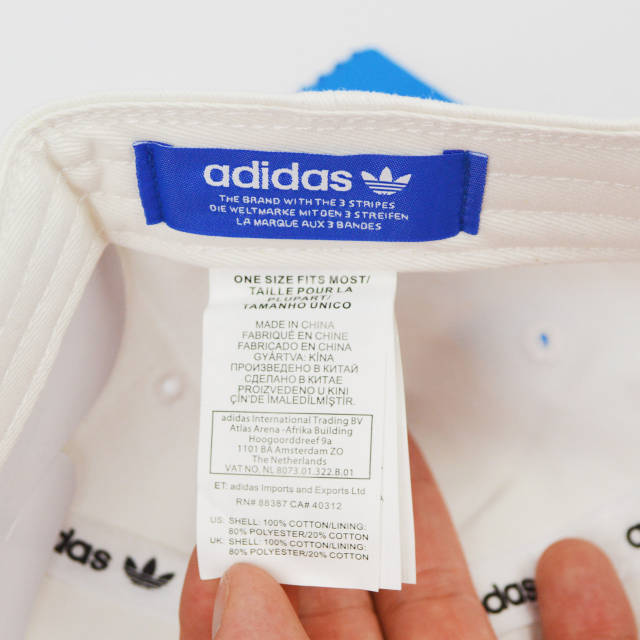 adidas
THE BRAND WITH THE 3 STRIPES
DIE WELTMARKE MIT DEN 3 STREIFEN
LA MARQUE AUX 3 BANDES
ONE SIZE FITS MOST/
TAILLE POUR LA
PLUPART/
TAMANHO ÚNICO
MADE IN CHINA
FABRIQUÉ EN CHINE
FABRICADO EN CHINA
GYÁRTVA: KÍNA
ПРОИЗВЕДЕНО В КИТАЙ
СДЕЛАНО В КИТАЕ
PROIZVEDENO U KINI
ÇİN'DE İMALEDİLMİŞTİR.
adidas International Trading BV
Atlas Arena-Afrika Building
Hoogoorddreef 9a
1101 BA Amsterdam ZO
The Netherlands
VAT NO. NL 8073.01.322.B.01
ET: adidas Imports and Exports Ltd
RN# 88387 CA# 40312
US: SHELL: 100% COTTON/LINING:
80% POLYESTER/20% COTTON
UK: SHELL: 100% COTTON/LINING:
80% POLYESTER/20% COTTON
adidas
adidas